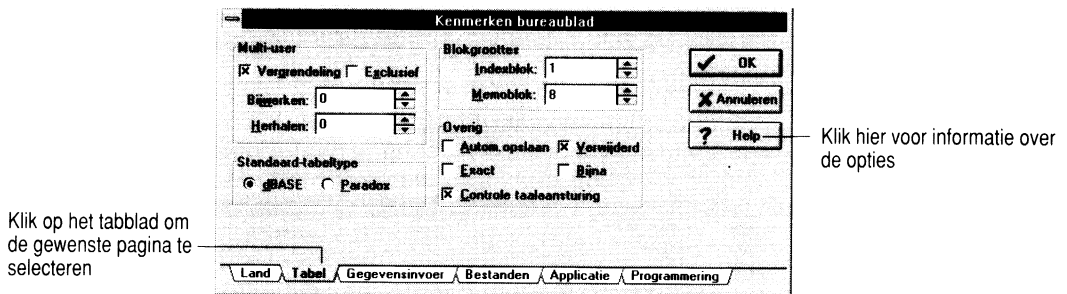 Kenmerken bureaublad
Multi-user
Vergrendeling Exclusief
Bijwerken: 0
Herhalen: 0
Standaard-tabeltype
dBASE Paradox
Blokgroottes
Indexblok: 1
Memoblok: 8
Overig
Autom.opslaan Verwijderd
Exact Bijna
Controle taalaansturing
OK
Annuleren
? Help
Klik hier voor informatie over
de opties
Klik op het tabblad om
de gewenste pagina te
selecteren
Land Tabel Gegevensinvoer Bestanden Applicatie Programmering